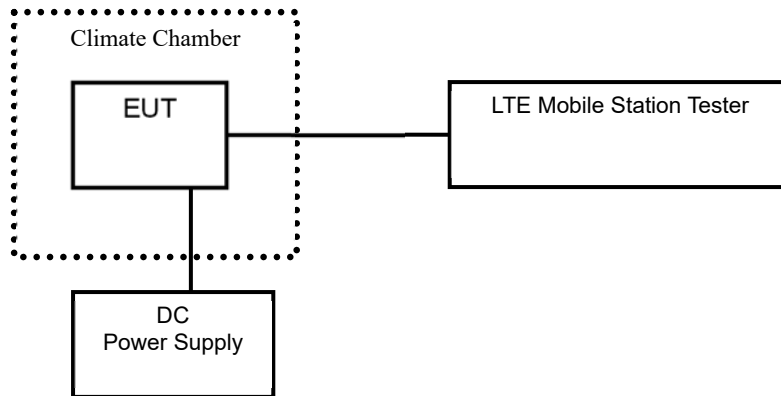 Climate Chamber
EUT
LTE Mobile Station Tester
DC
Power Supply